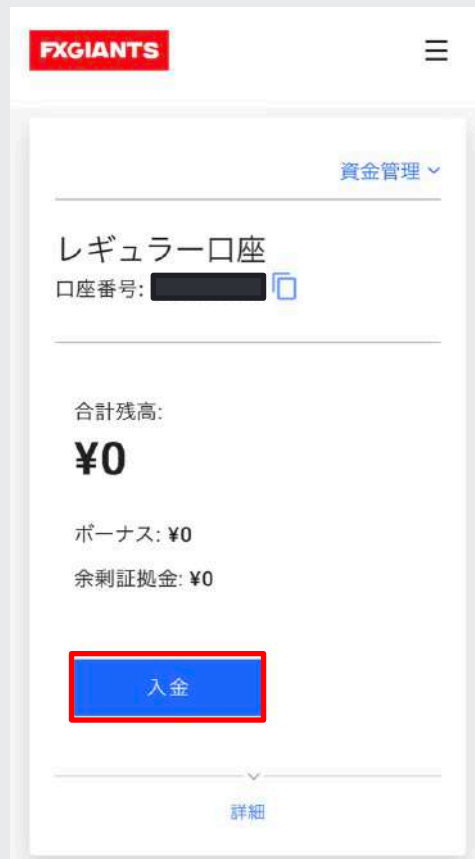 FXGIANTS
資金管理
レギュラー口座
口座番号:
合計残高:
¥0
ボーナス: ¥0
余剰証拠金: ¥0
入金
詳細